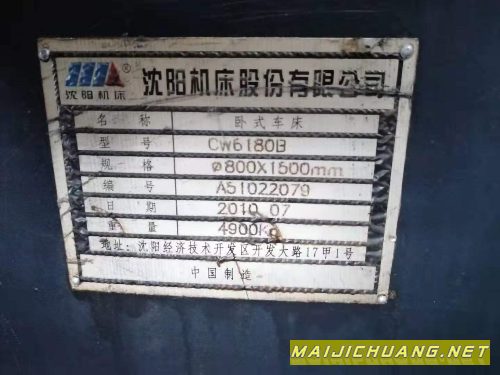 沈阳机床® 沈阳机床股份有限公司
名称 卧式车床
型号 CW6180B
规格 ø800X1500mm
编号 A51022079
日期 2010 07
重量 4900Kg
地址: 沈阳经济技术开发区开发大路17甲1号
中国制造
MAIJICHUANG.NET